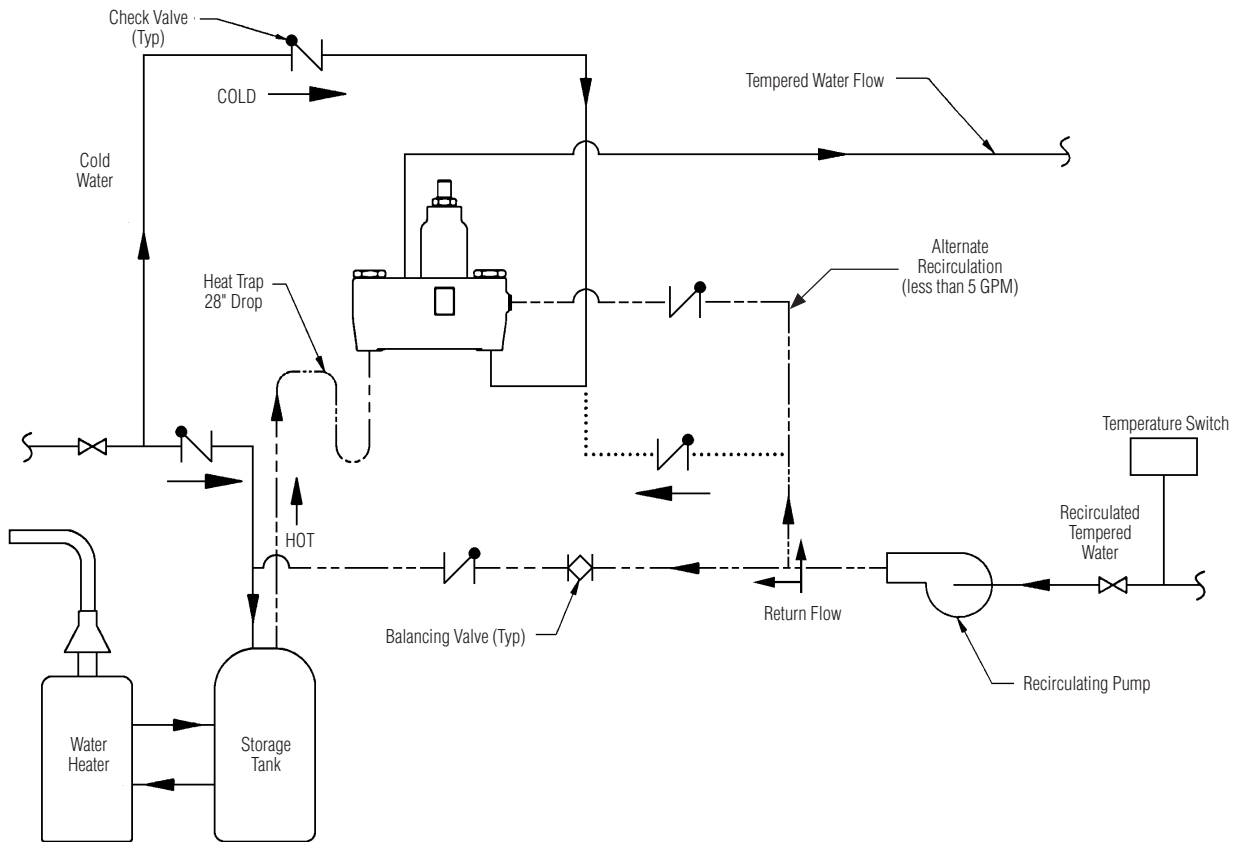 Check Valve
(Typ)
COLD
Tempered Water Flow
Cold
Water
Heat Trap
28" Drop
Alternate
Recirculation
(less than 5 GPM)
Temperature Switch
Recirculated
Tempered
Water
HOT
Return Flow
Balancing Valve (Typ)
Recirculating Pump
Water
Heater
Storage
Tank